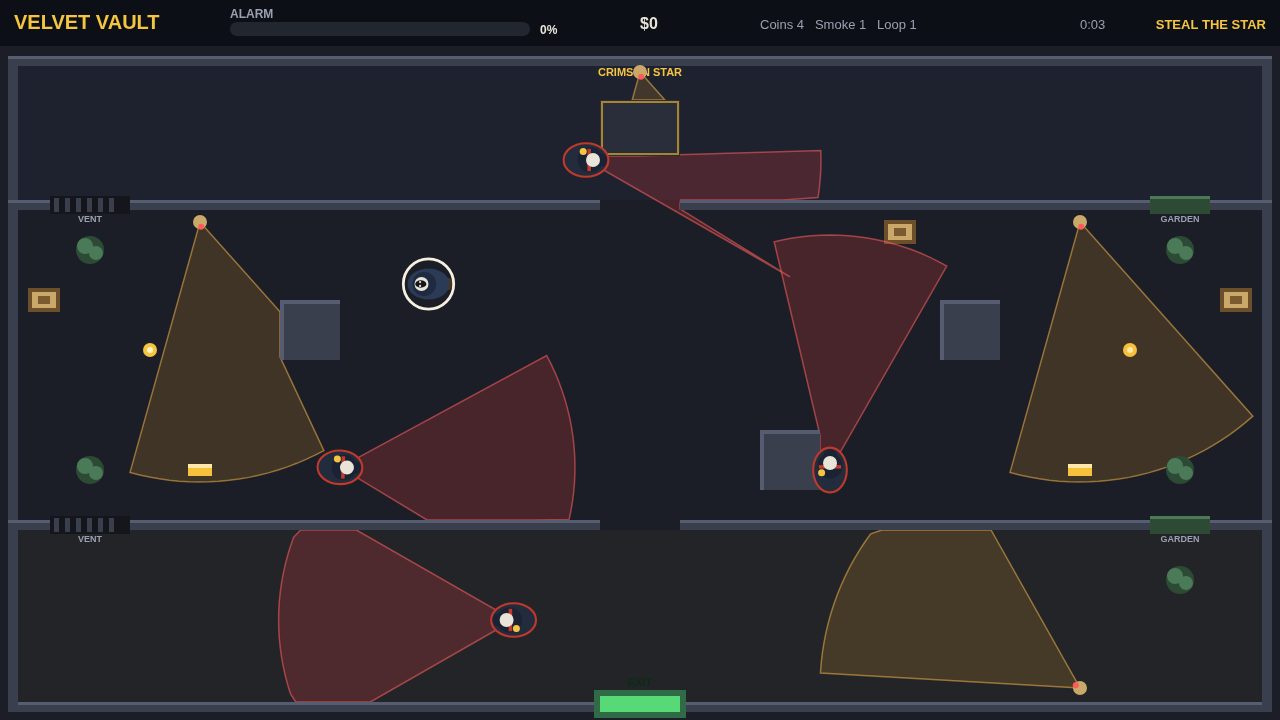 VELVET VAULT
ALARM
0%
$0
Coins 4 Smoke 1 Loop 1
0:03
STEAL THE STAR
CRIMSON STAR
VENT
GARDEN
VENT
GARDEN
EXIT